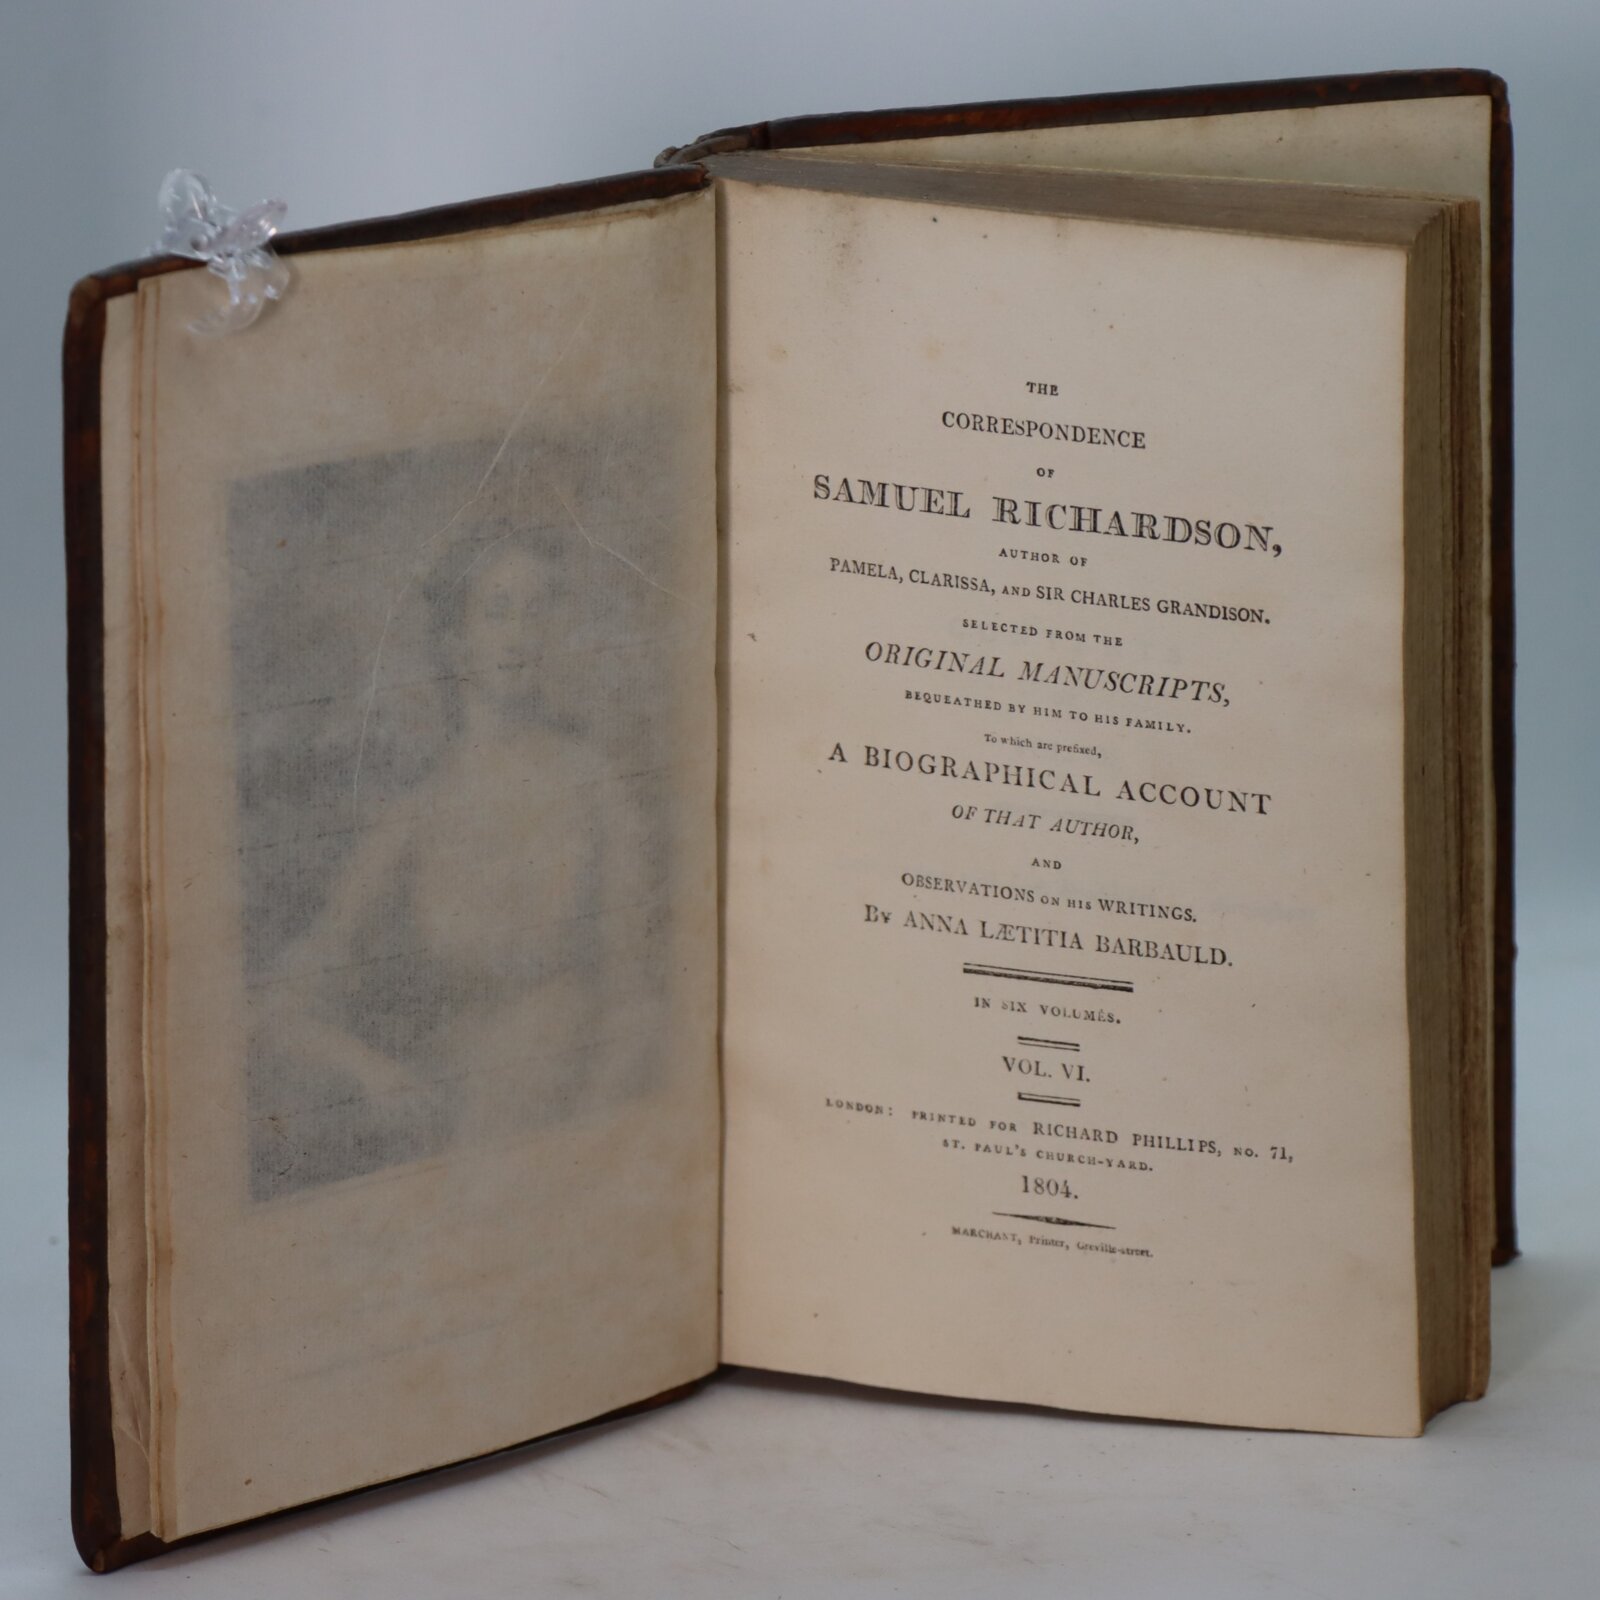 THE
CORRESPONDENCE
OF
SAMUEL RICHARDSON,
AUTHOR OF
PAMELA, CLARISSA, AND SIR CHARLES GRANDISON.
SELECTED FROM THE
ORIGINAL MANUSCRIPTS,
BEQUEATHED BY HIM TO HIS FAMILY.
To which are prefixed,
A BIOGRAPHICAL ACCOUNT
OF THAT AUTHOR,
AND
OBSERVATIONS ON HIS WRITINGS.
By ANNA LÆTITIA BARBAULD.
IN SIX VOLUMES.
VOL. VI.
LONDON: PRINTED FOR RICHARD PHILLIPS, NO. 71,
ST. PAUL'S CHURCH-YARD.
1804.
MARCHANT, Printer, Greville-street.